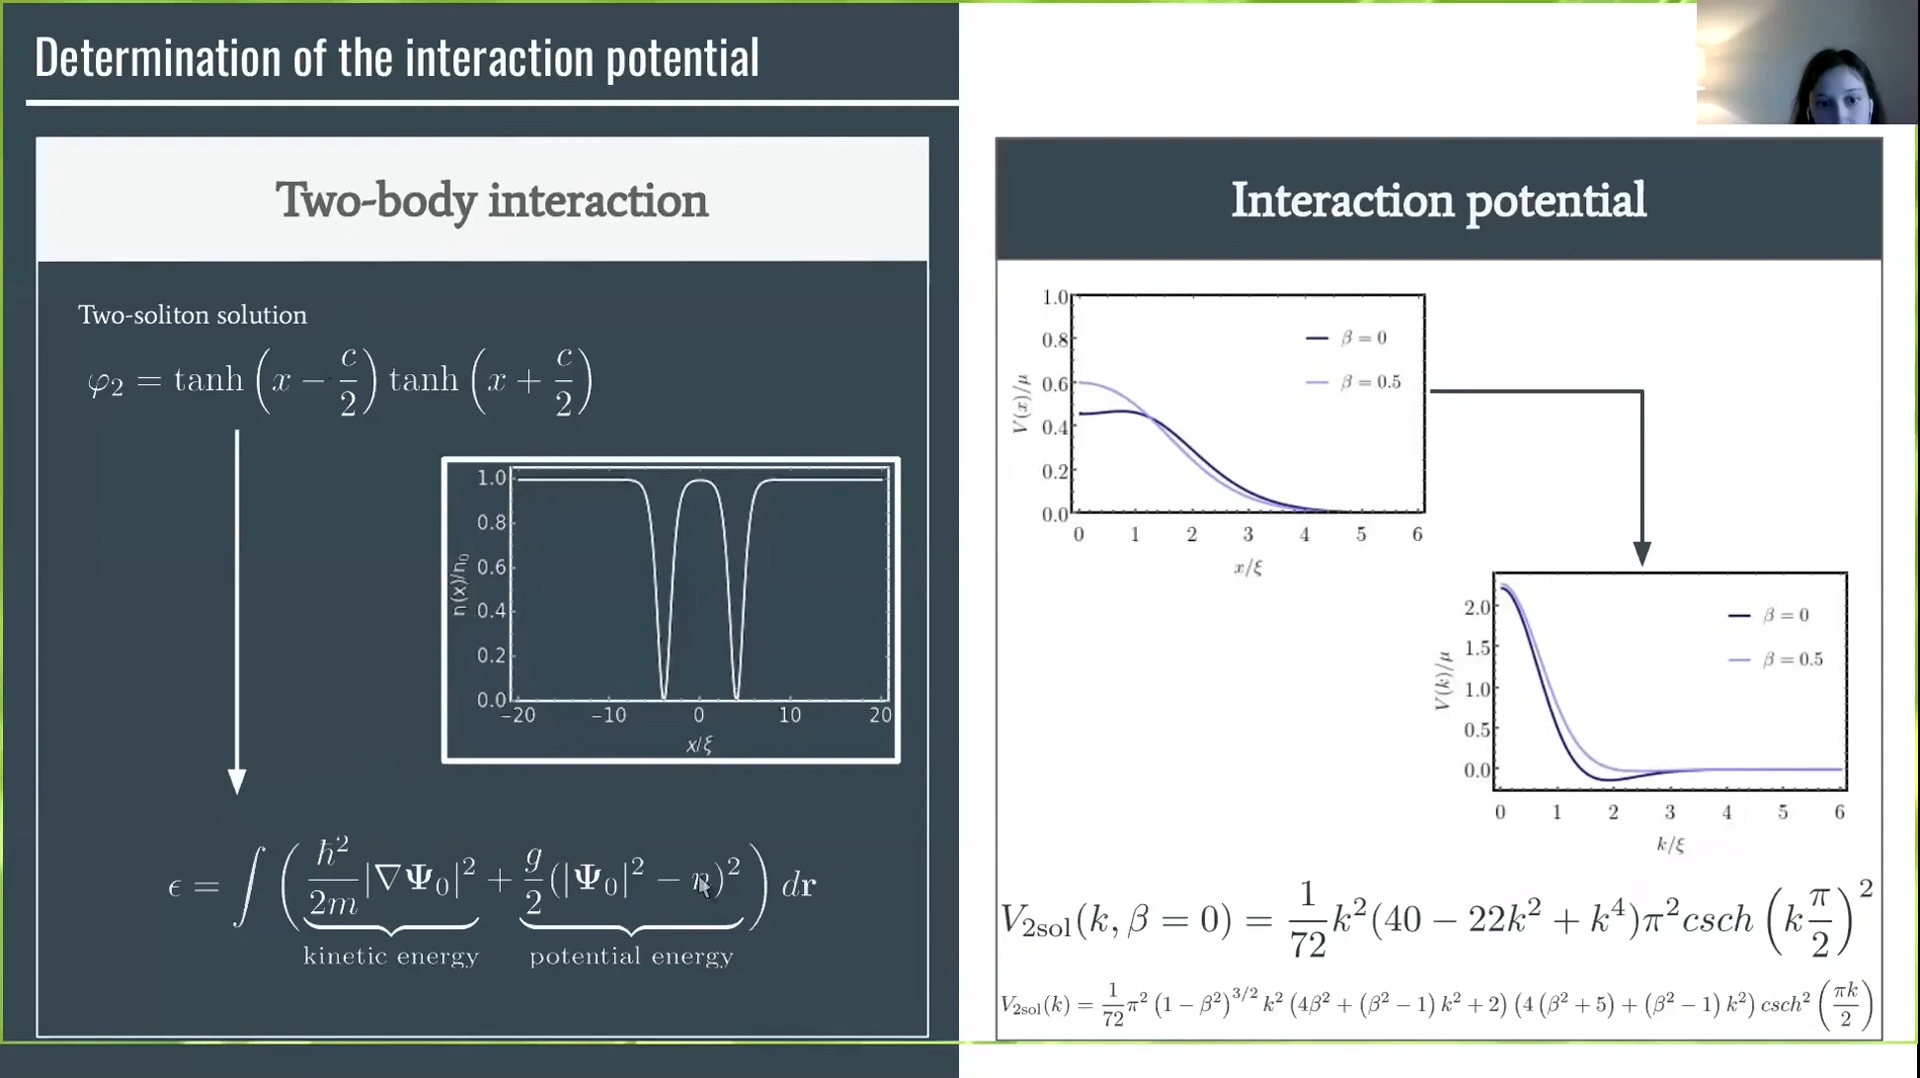 Determination of the interaction potential
Two-body interaction
Two-soliton solution
φ₂ = tanh (x − c/2) tanh (x + c/2)
1.0
0.8
0.6
0.4
0.2
0.0
n(x)/n₀
−20 −10 0 10 20
x/ξ
ϵ = ∫ ( ħ²/2m |∇Ψ₀|² + g/2 (|Ψ₀|² − n)² ) dr
kinetic energy potential energy
Interaction potential
1.0
0.8
0.6
0.4
0.2
0.0
V(x)/μ
β = 0
β = 0.5
0 1 2 3 4 5 6
x/ξ
2.0
1.5
1.0
0.5
0.0
V(k)/μ
β = 0
β = 0.5
0 1 2 3 4 5 6
k/ξ
V₂sol(k, β = 0) = 1/72 k²(40 − 22k² + k⁴)π²csch (k π/2)²
V₂sol(k) = 1/72 π² (1 − β²)^3/2 k² (4β² + (β² − 1) k² + 2) (4 (β² + 5) + (β² − 1) k²) csch² (πk/2)